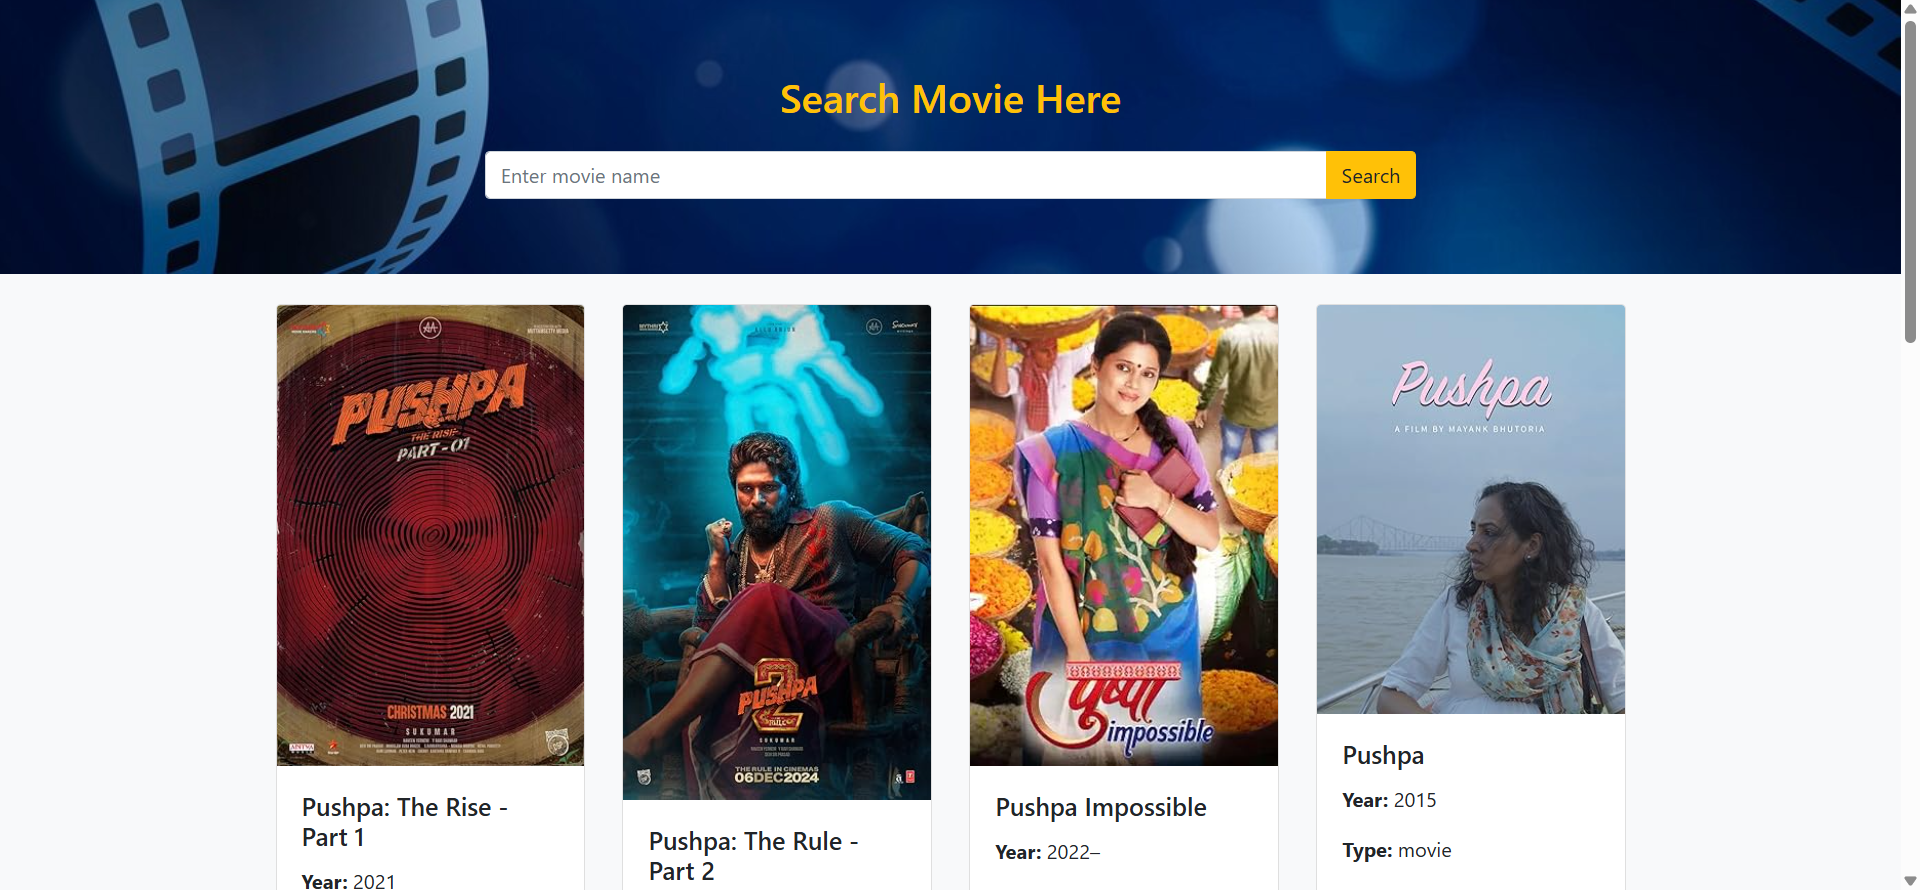 Search Movie Here
Enter movie name
Search
PUSHPA
THE RISE
PART-01
CHRISTMAS 2021
SUKUMAR
Pushpa: The Rise -
Part 1
Year: 2021
MYTHRI
2
PUSHPA
SUKUMAR
THE RULE IN CINEMAS
06DEC2024
Pushpa: The Rule -
Part 2
पुष्पा
impossible
Pushpa Impossible
Year: 2022–
Pushpa
A FILM BY MAYANK BHUTORIA
Pushpa
Year: 2015
Type: movie